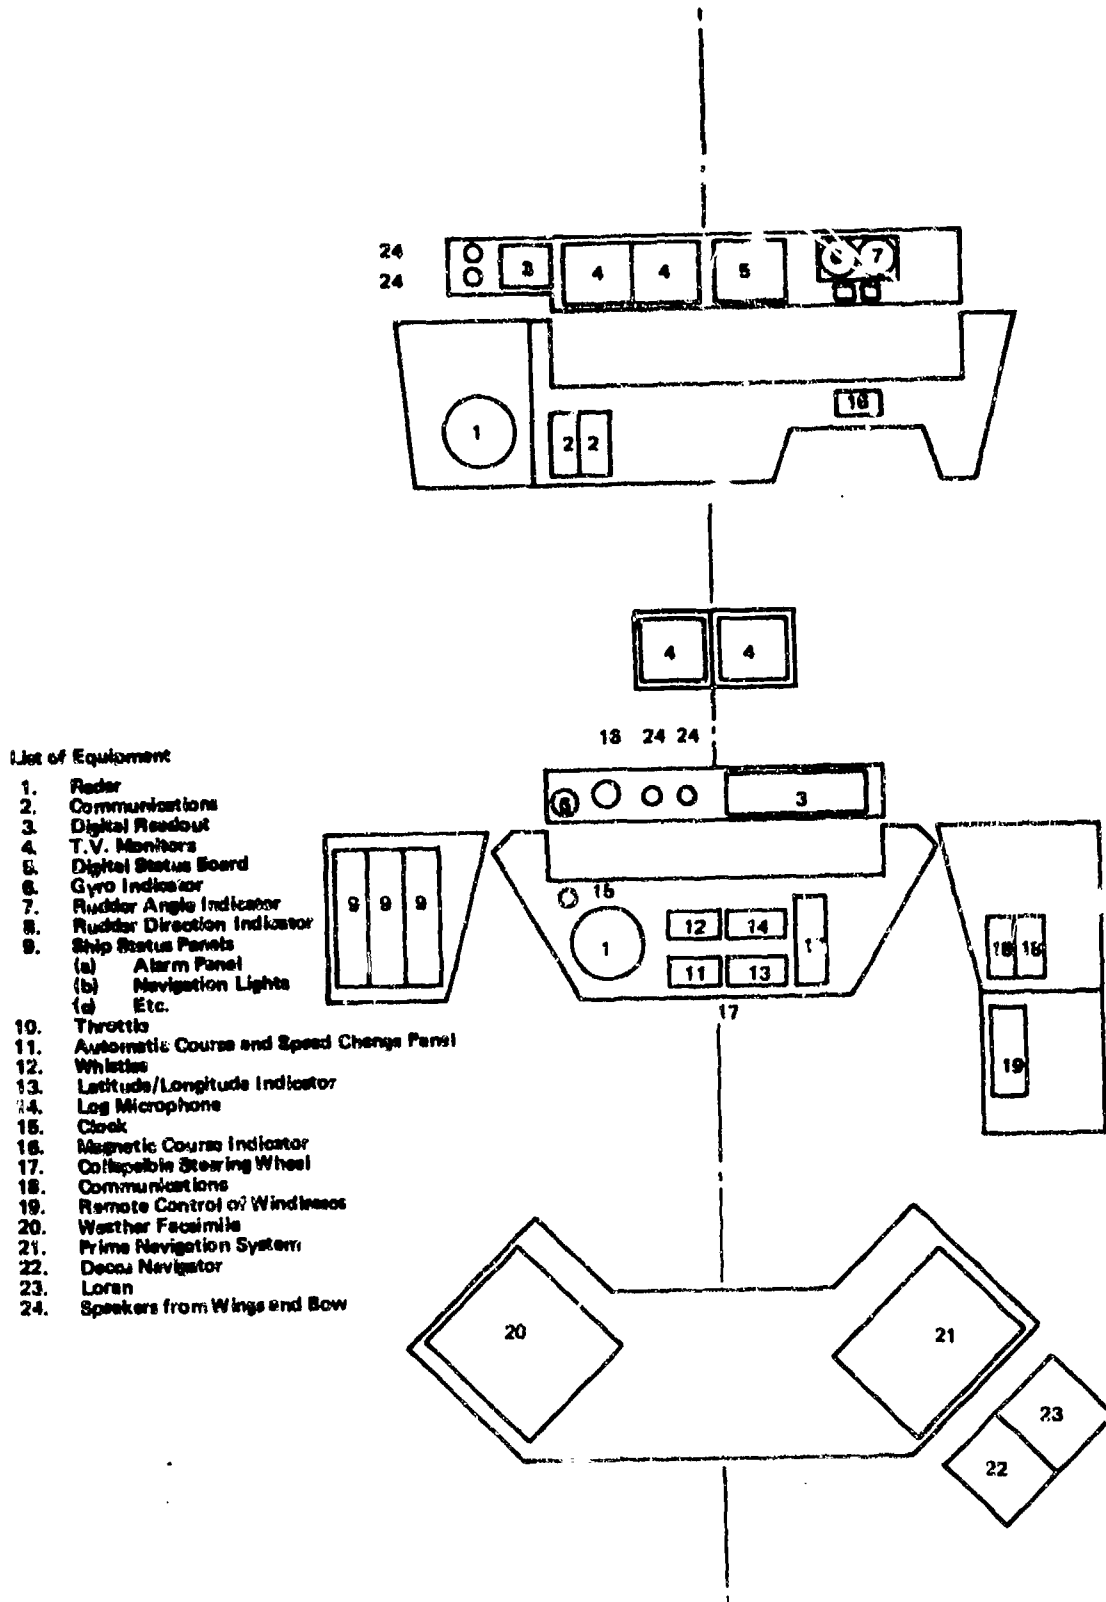 24
24
3 4 4 5 6 7
1 2 2 16
4 4
18 24 24
6 3
9 9 9
15
1 12 14
11 13
17
18 18
19
20 21
23
22
List of Equipment
1. Radar
2. Communications
3. Digital Readout
4. T.V. Monitors
5. Digital Status Board
6. Gyro Indicator
7. Rudder Angle Indicator
8. Rudder Direction Indicator
9. Ship Status Panels
(a) Alarm Panel
(b) Navigation Lights
(c) Etc.
10. Throttle
11. Automatic Course and Speed Change Panel
12. Whistles
13. Latitude/Longitude Indicator
14. Log Microphone
15. Clock
16. Magnetic Course Indicator
17. Collapsible Steering Wheel
18. Communications
19. Remote Control of Windlasses
20. Weather Facsimile
21. Prime Navigation System
22. Decca Navigator
23. Loran
24. Speakers from Wings and Bow